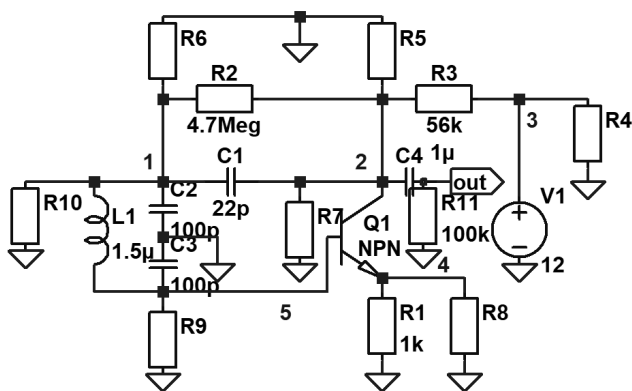 R6
R5
R2
R3
4.7Meg
56k
3
R4
1
C1
2
C4
1µ
out
R10
L1
C2
22p
R7
Q1
R11
V1
1.5µ
100p
C3
NPN
100k
100p
4
12
5
R9
R1
R8
1k